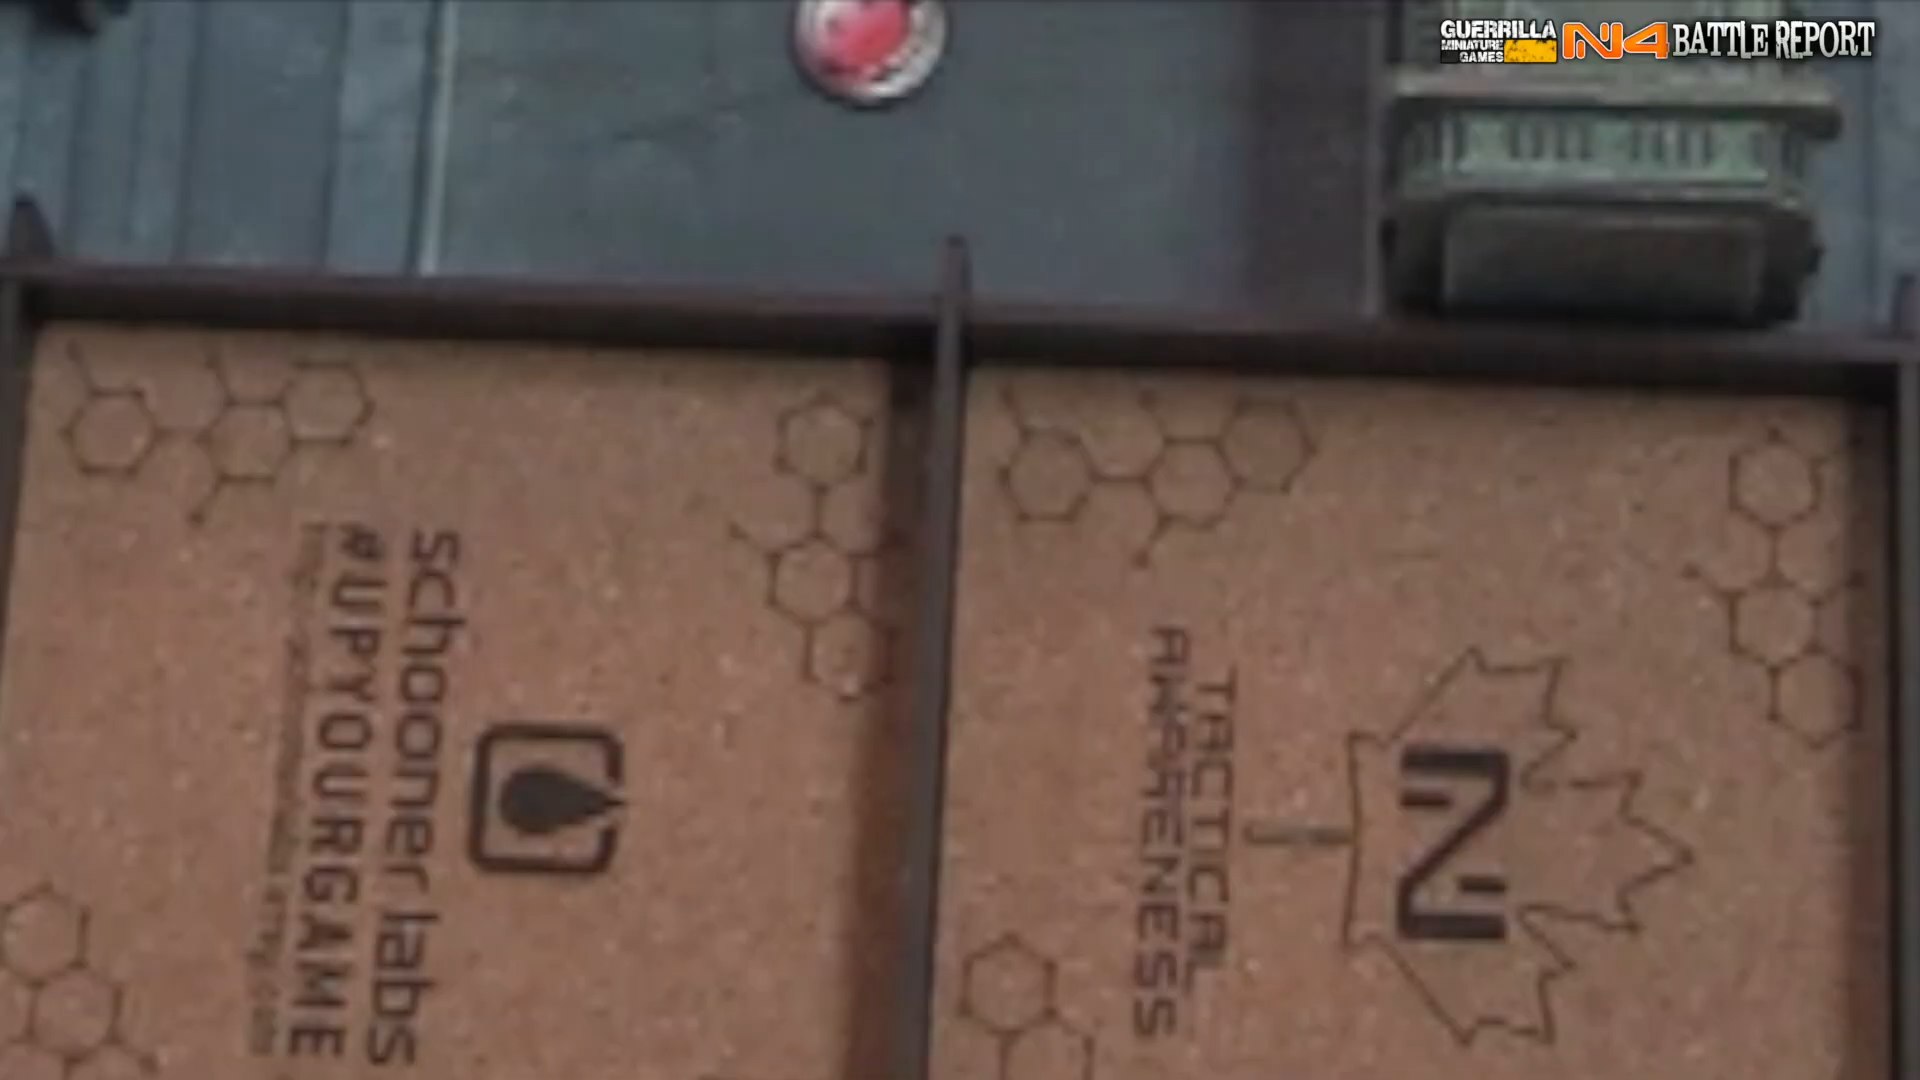 GUERRILLA
MINIATURE
GAMES
N4 BATTLE REPORT
schooner labs
#UPYOURGAME
TACTICAL
AWARENESS
N